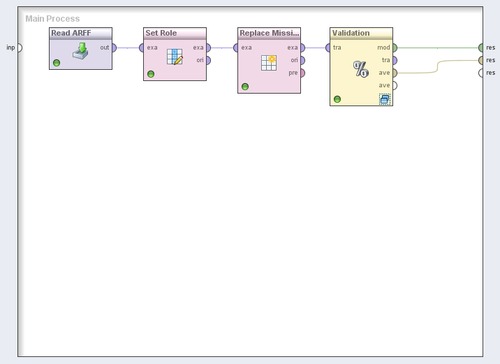 Main Process
Read ARFF
Set Role
Replace Missi...
Validation
inp
out
exa
exa
exa
exa
tra
mod
res
ori
ori
tra
res
pre
ave
res
ave